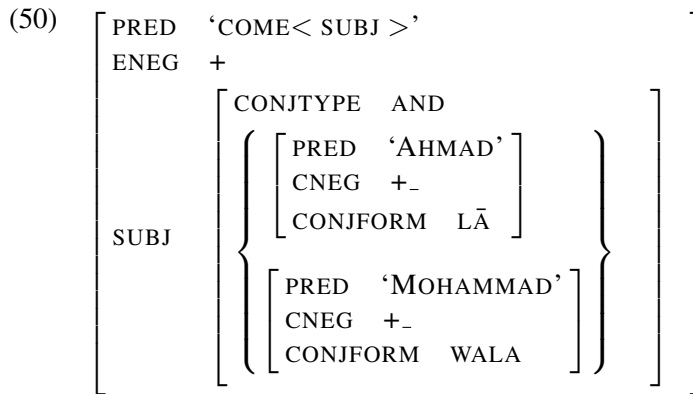 (50)
PRED ‘COME< SUBJ >’
ENEG +
CONJTYPE AND
PRED ‘AHMAD’
CNEG +_
CONJFORM LĀ
SUBJ
PRED ‘MOHAMMAD’
CNEG +_
CONJFORM WALA